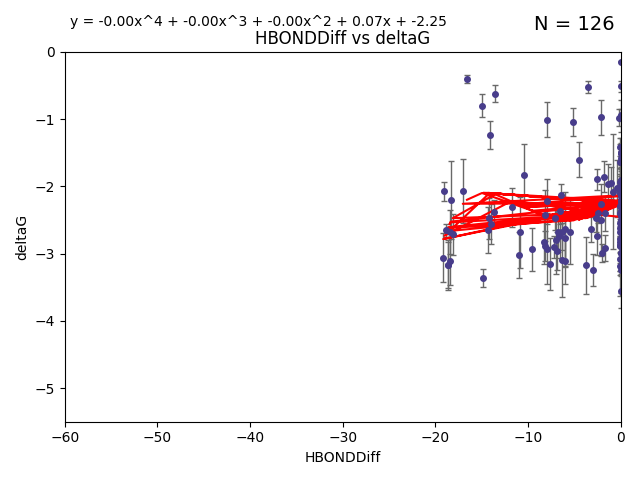 y = -0.00x^4 + -0.00x^3 + -0.00x^2 + 0.07x + -2.25
N = 126
HBONDDiff vs deltaG
0
−1
−2
−3
−4
−5
deltaG
−60 −50 −40 −30 −20 −10 0
HBONDDiff